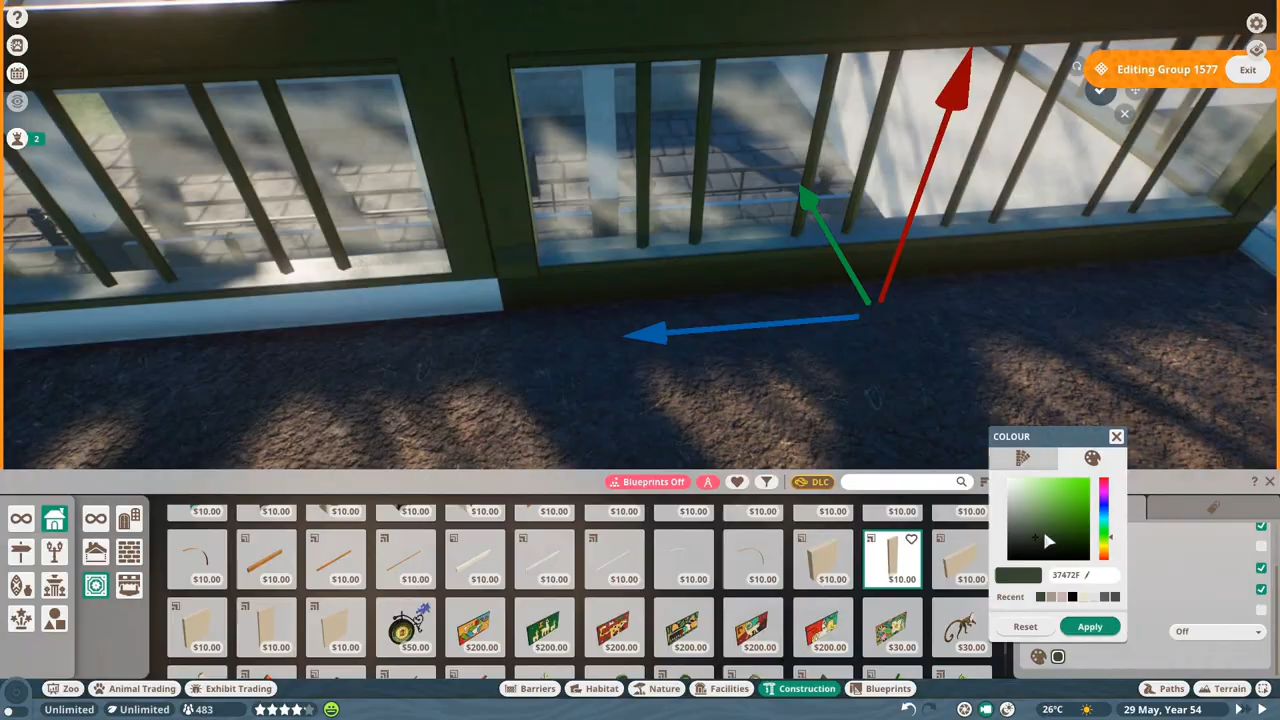 ?
Editing Group 1577
Exit
2
COLOUR
Blueprints Off
DLC
?
$10.00 $10.00 $10.00 $10.00 $10.00 $10.00 $10.00 $10.00 $10.00 $10.00 $10.00 $10.00
$10.00 $10.00 $10.00 $10.00 $10.00 $10.00 $10.00 $10.00 $10.00 $10.00 $10.00 $10.00
37472F
Recent
$10.00 $10.00 $10.00 $50.00 $200.00 $200.00 $200.00 $200.00 $200.00 $200.00 $30.00 $30.00
Reset
Apply
Off
Zoo
Animal Trading
Exhibit Trading
Barriers
Habitat
Nature
Facilities
Construction
Blueprints
Paths
Terrain
Unlimited
Unlimited
483
26°C
29 May, Year 54